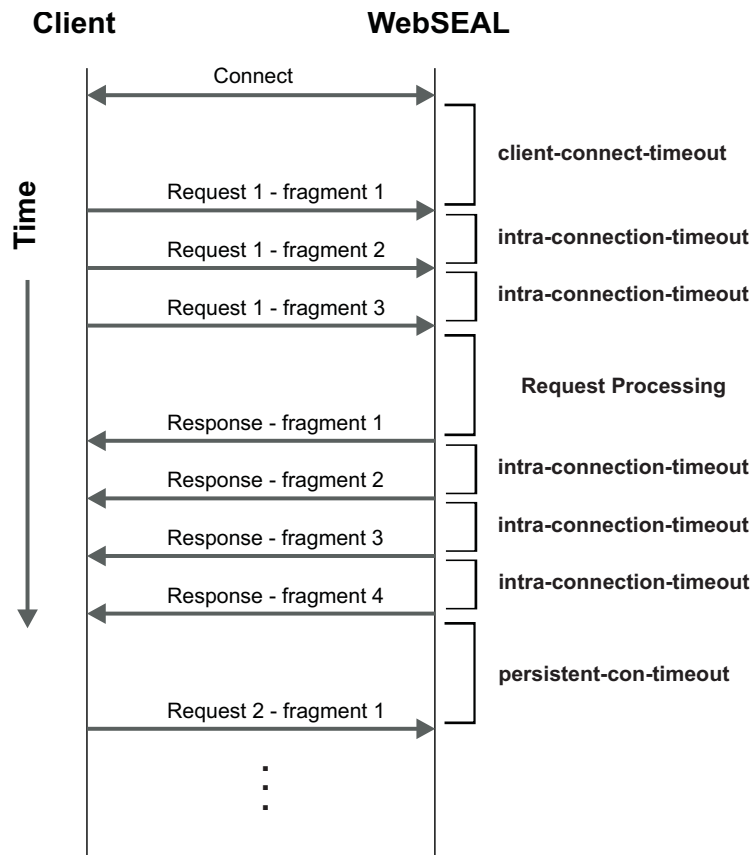 Client
WebSEAL
Connect
client-connect-timeout
Time
Request 1 - fragment 1
intra-connection-timeout
Request 1 - fragment 2
intra-connection-timeout
Request 1 - fragment 3
Request Processing
Response - fragment 1
intra-connection-timeout
Response - fragment 2
intra-connection-timeout
Response - fragment 3
intra-connection-timeout
Response - fragment 4
persistent-con-timeout
Request 2 - fragment 1